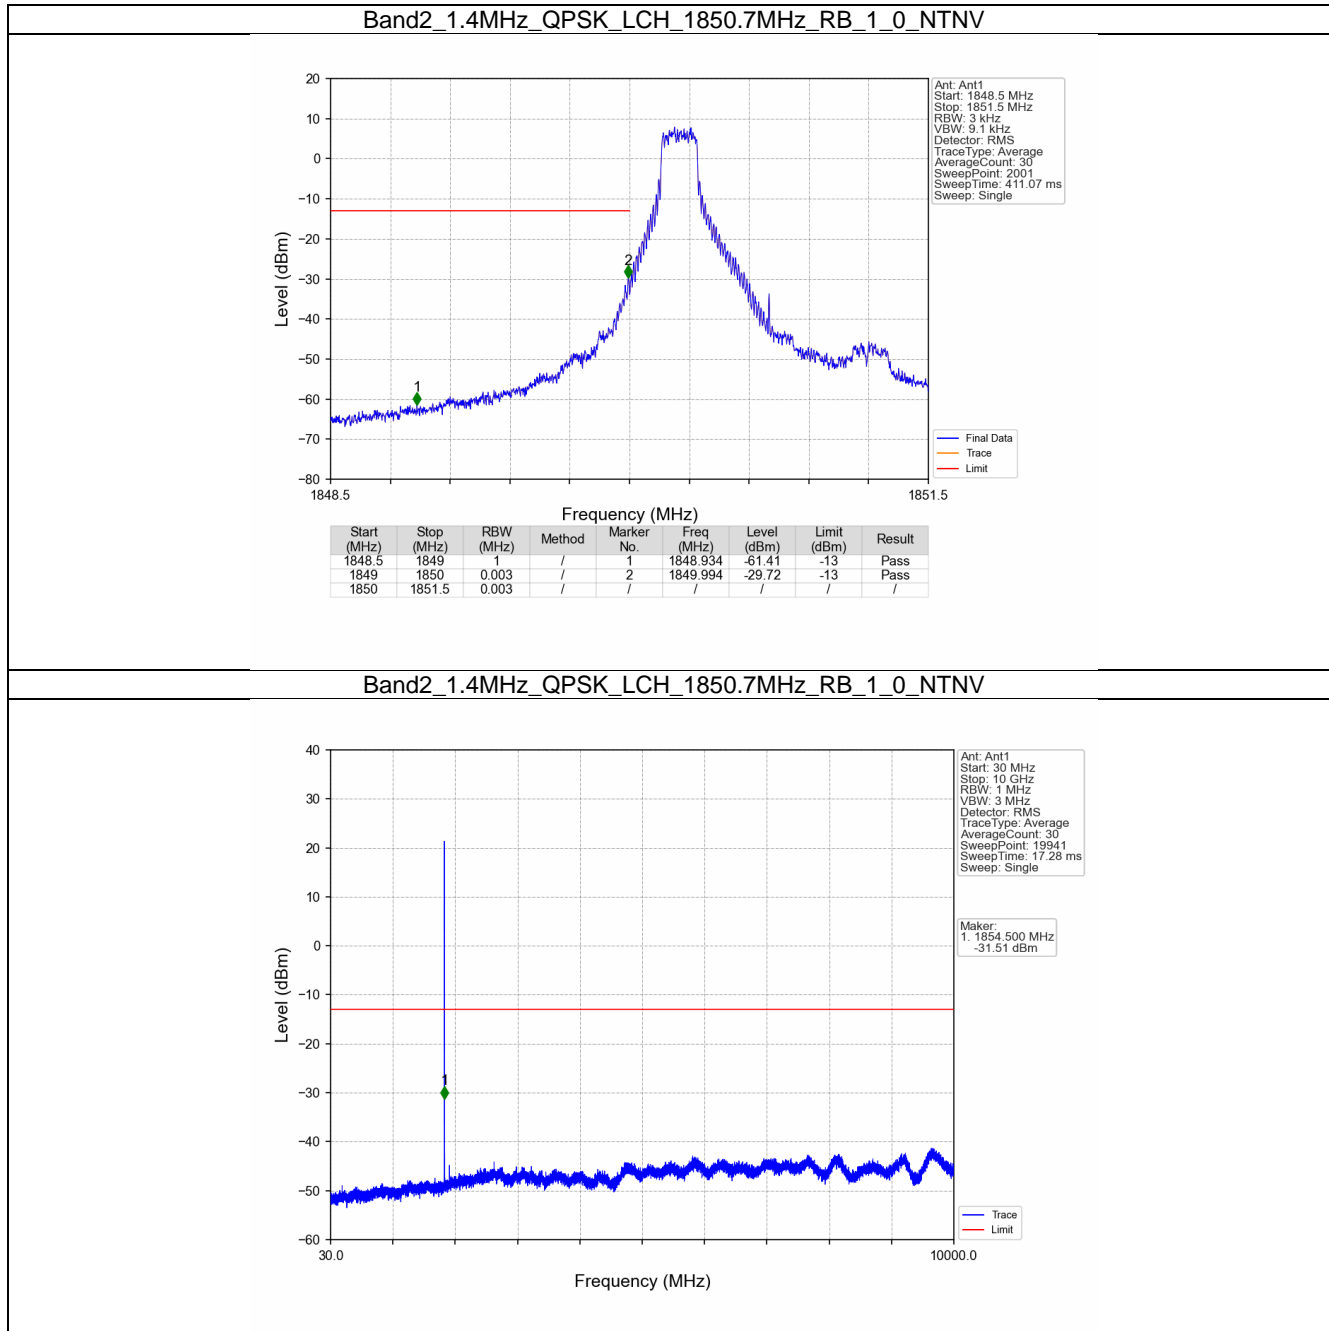 Band2_1.4MHz_QPSK_LCH_1850.7MHz_RB_1_0_NTNV
20
10
0
−10
−20
−30
−40
−50
−60
−70
−80
Level (dBm)
1
2
1848.5
1851.5
Frequency (MHz)
Ant: Ant1
Start: 1848.5 MHz
Stop: 1851.5 MHz
RBW: 3 kHz
VBW: 9.1 kHz
Detector: RMS
TraceType: Average
AverageCount: 30
SweepPoint: 2001
SweepTime: 411.07 ms
Sweep: Single
Final Data
Trace
Limit
Start (MHz) Stop (MHz) RBW (MHz) Method Marker No. Freq (MHz) Level (dBm) Limit (dBm) Result
1848.5 1849 1 / 1 1848.934 -61.41 -13 Pass
1849 1850 0.003 / 2 1849.994 -29.72 -13 Pass
1850 1851.5 0.003 / / / / / /
Band2_1.4MHz_QPSK_LCH_1850.7MHz_RB_1_0_NTNV
40
30
20
10
0
−10
−20
−30
−40
−50
−60
Level (dBm)
1
30.0
10000.0
Frequency (MHz)
Ant: Ant1
Start: 30 MHz
Stop: 10 GHz
RBW: 1 MHz
VBW: 3 MHz
Detector: RMS
TraceType: Average
AverageCount: 30
SweepPoint: 19941
SweepTime: 17.28 ms
Sweep: Single
Maker:
1. 1854.500 MHz
-31.51 dBm
Trace
Limit